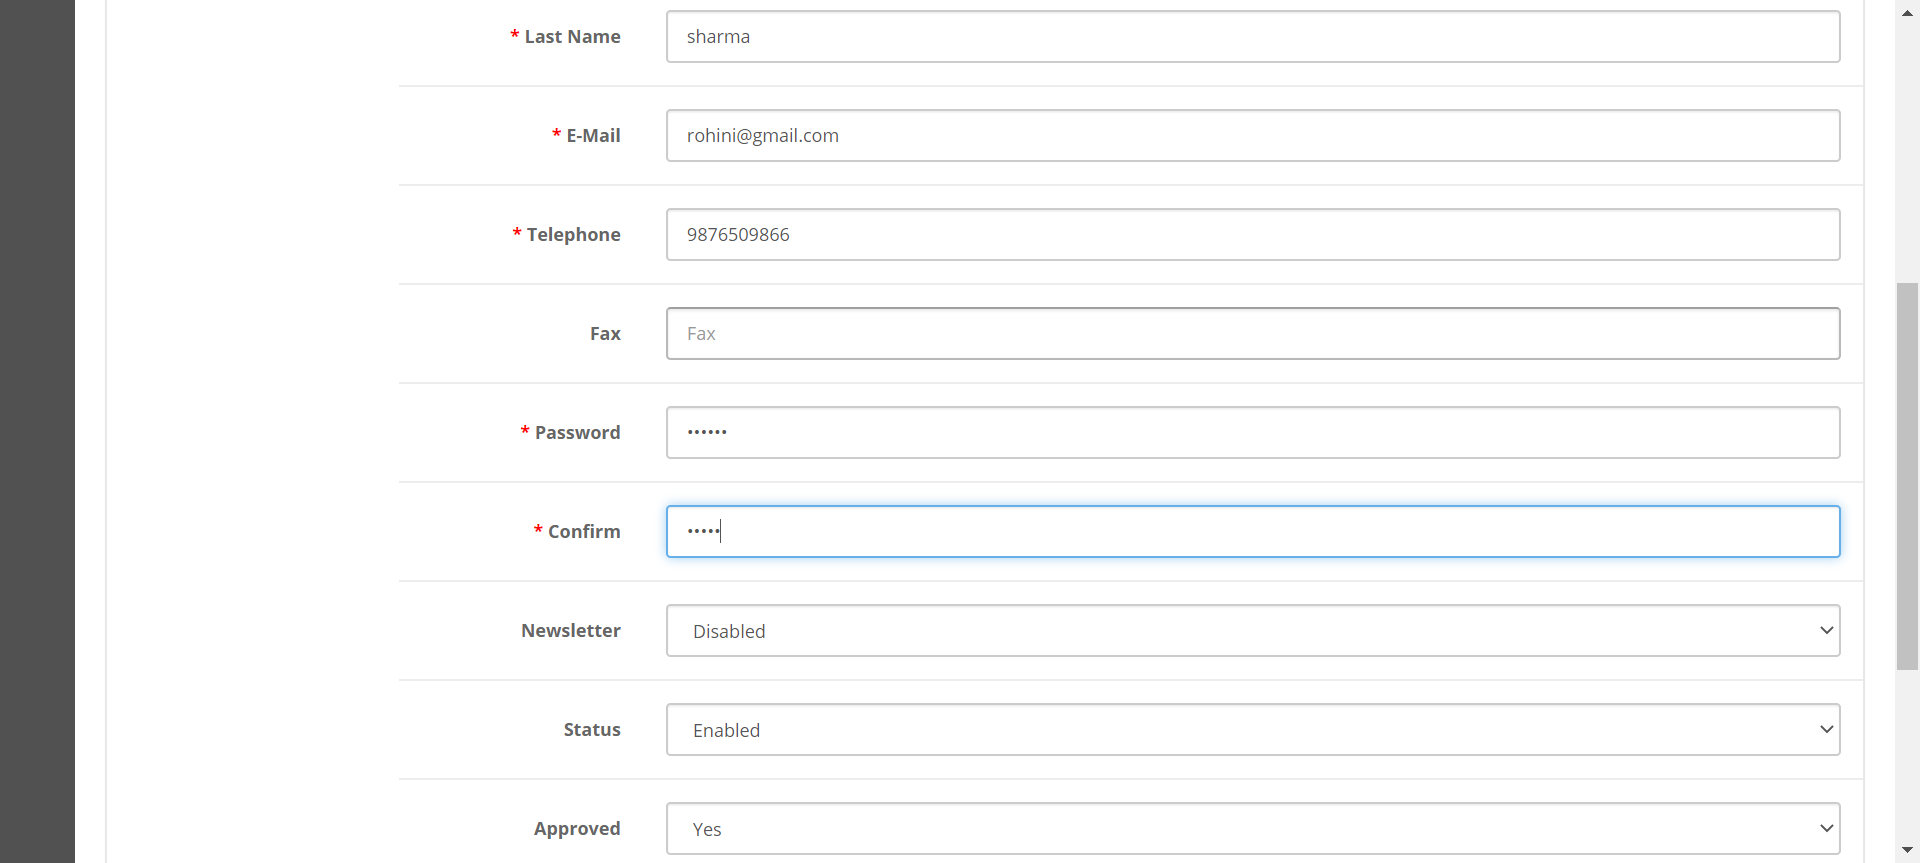 * Last Name sharma
* E-Mail rohini@gmail.com
* Telephone 9876509866
Fax Fax
* Password ••••••
* Confirm •••••
Newsletter Disabled
Status Enabled
Approved Yes